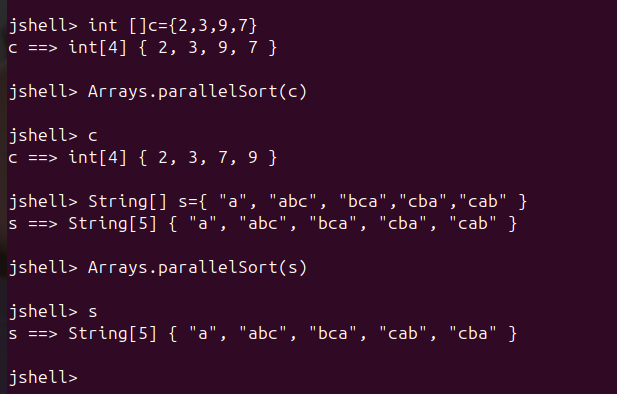 jshell> int []c={2,3,9,7}
c ==> int[4] { 2, 3, 9, 7 }
jshell> Arrays.parallelSort(c)
jshell> c
c ==> int[4] { 2, 3, 7, 9 }
jshell> String[] s={ "a", "abc", "bca","cba","cab" }
s ==> String[5] { "a", "abc", "bca", "cba", "cab" }
jshell> Arrays.parallelSort(s)
jshell> s
s ==> String[5] { "a", "abc", "bca", "cab", "cba" }
jshell>